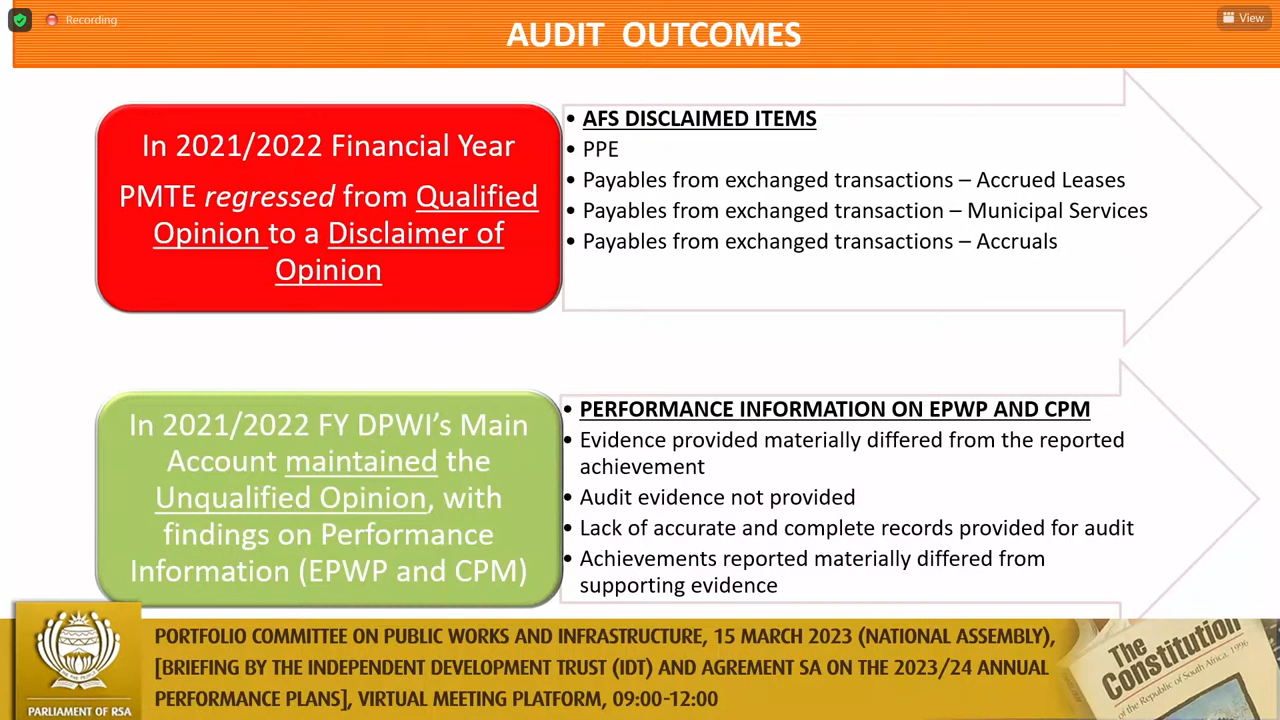 Recording
View
AUDIT OUTCOMES
In 2021/2022 Financial Year
PMTE regressed from Qualified
Opinion to a Disclaimer of
Opinion
• AFS DISCLAIMED ITEMS
• PPE
• Payables from exchanged transactions – Accrued Leases
• Payables from exchanged transaction – Municipal Services
• Payables from exchanged transactions – Accruals
In 2021/2022 FY DPWI's Main
Account maintained the
Unqualified Opinion, with
findings on Performance
Information (EPWP and CPM)
• PERFORMANCE INFORMATION ON EPWP AND CPM
• Evidence provided materially differed from the reported
achievement
• Audit evidence not provided
• Lack of accurate and complete records provided for audit
• Achievements reported materially differed from
supporting evidence
PARLIAMENT OF RSA
PORTFOLIO COMMITTEE ON PUBLIC WORKS AND INFRASTRUCTURE, 15 MARCH 2023 (NATIONAL ASSEMBLY),
[BRIEFING BY THE INDEPENDENT DEVELOPMENT TRUST (IDT) AND AGREMENT SA ON THE 2023/24 ANNUAL
PERFORMANCE PLANS], VIRTUAL MEETING PLATFORM, 09:00-12:00
The
Constitution
of the Republic of South Africa, 1996